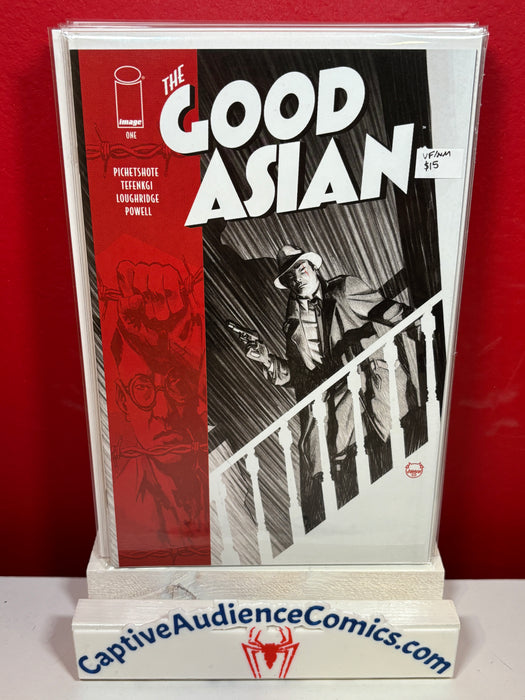 THE
GOOD
ASIAN
image
ONE
PICHETSHOTE
TEFENKGI
LOUGHRIDGE
POWELL
VF/NM
$15
CaptiveAudienceComics.com